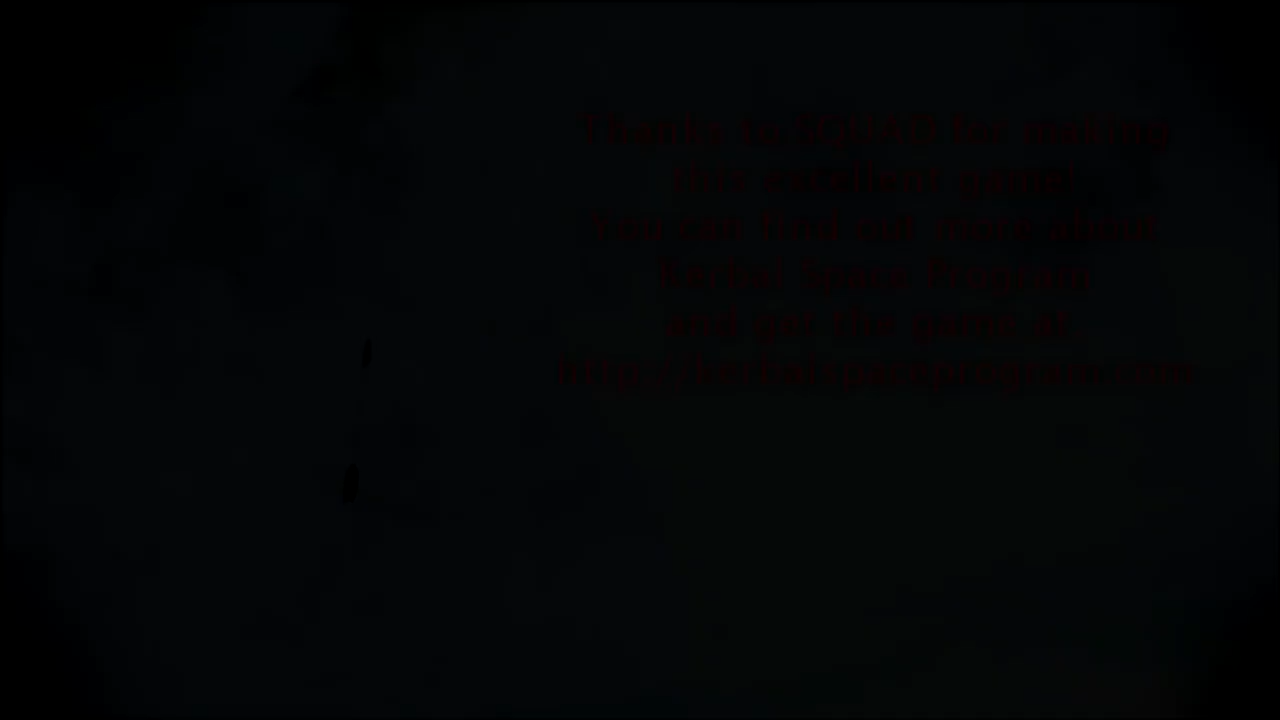 Thanks to SQUAD for making
this excellent game!
You can find out more about
Kerbal Space Program
and get the game at
http://kerbalspaceprogram.com